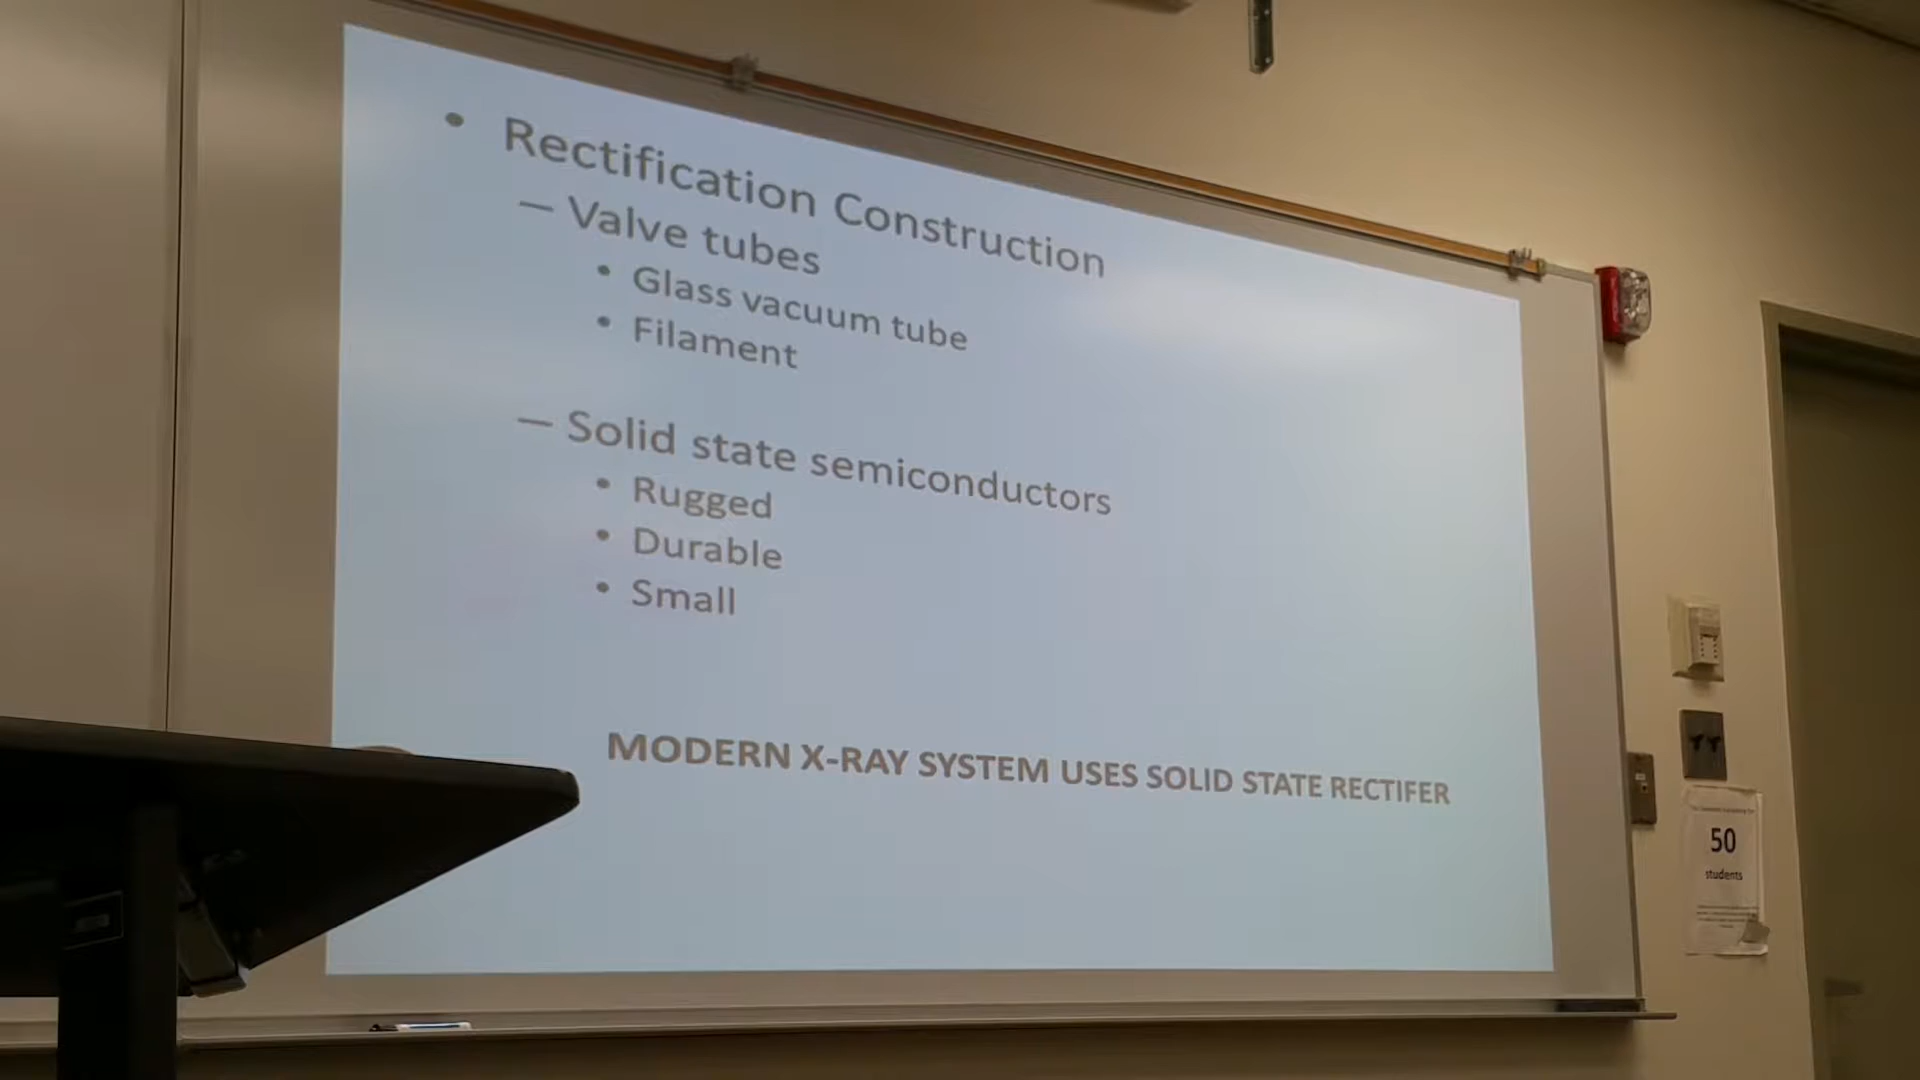 • Rectification Construction
– Valve tubes
• Glass vacuum tube
• Filament
– Solid state semiconductors
• Rugged
• Durable
• Small
MODERN X-RAY SYSTEM USES SOLID STATE RECTIFER
50
students